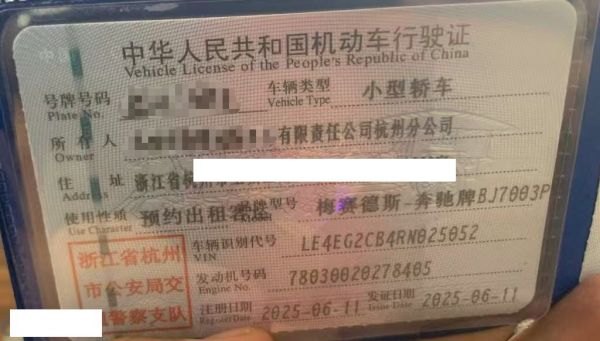 中华人民共和国机动车行驶证
Vehicle License of the People's Republic of China
号牌号码 车辆类型 小型轿车
Plate No. Vehicle Type
所有人 有限责任公司杭州分公司
Owner
住址 浙江省杭州市
Address
使用性质 预约出租客运 品牌型号 梅赛德斯-奔驰牌BJ7003P
Use Character
浙江省杭州 车辆识别代号 LE4EG2CB4RN025052
VIN
市公安局交 发动机号码 78030020278405
Engine No.
警察支队 注册日期 2025-06-11 发证日期 2025-06-11
Register Date Issue Date